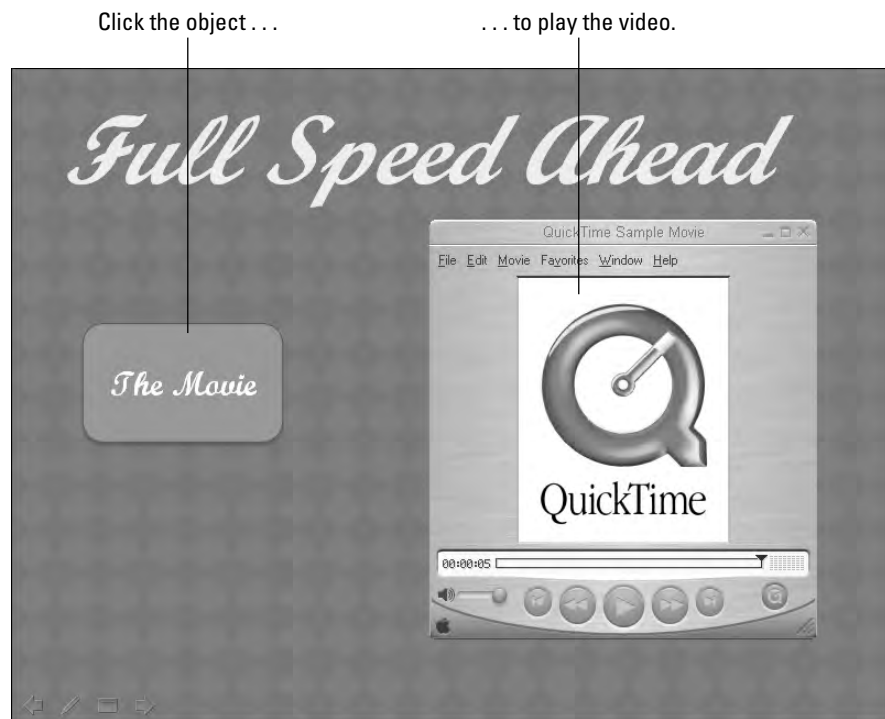 Click the object . . .
. . . to play the video.
Full Speed Ahead
QuickTime Sample Movie
File Edit Movie Favorites Window Help
The Movie
QuickTime
00:00:05